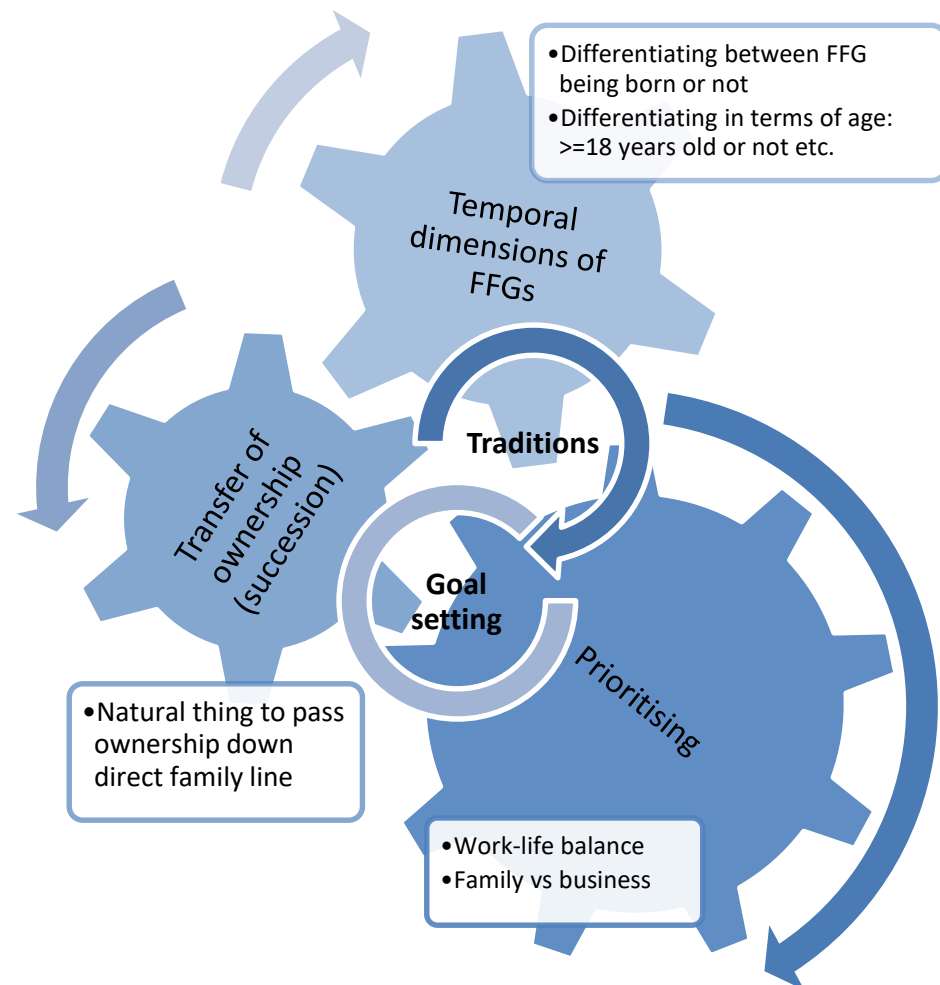 •Differentiating between FFG
being born or not
•Differentiating in terms of age:
>=18 years old or not etc.
Temporal
dimensions of
FFGs
Traditions
Transfer of
ownership
(succession)
Goal
setting
Prioritising
•Natural thing to pass
ownership down
direct family line
•Work-life balance
•Family vs business